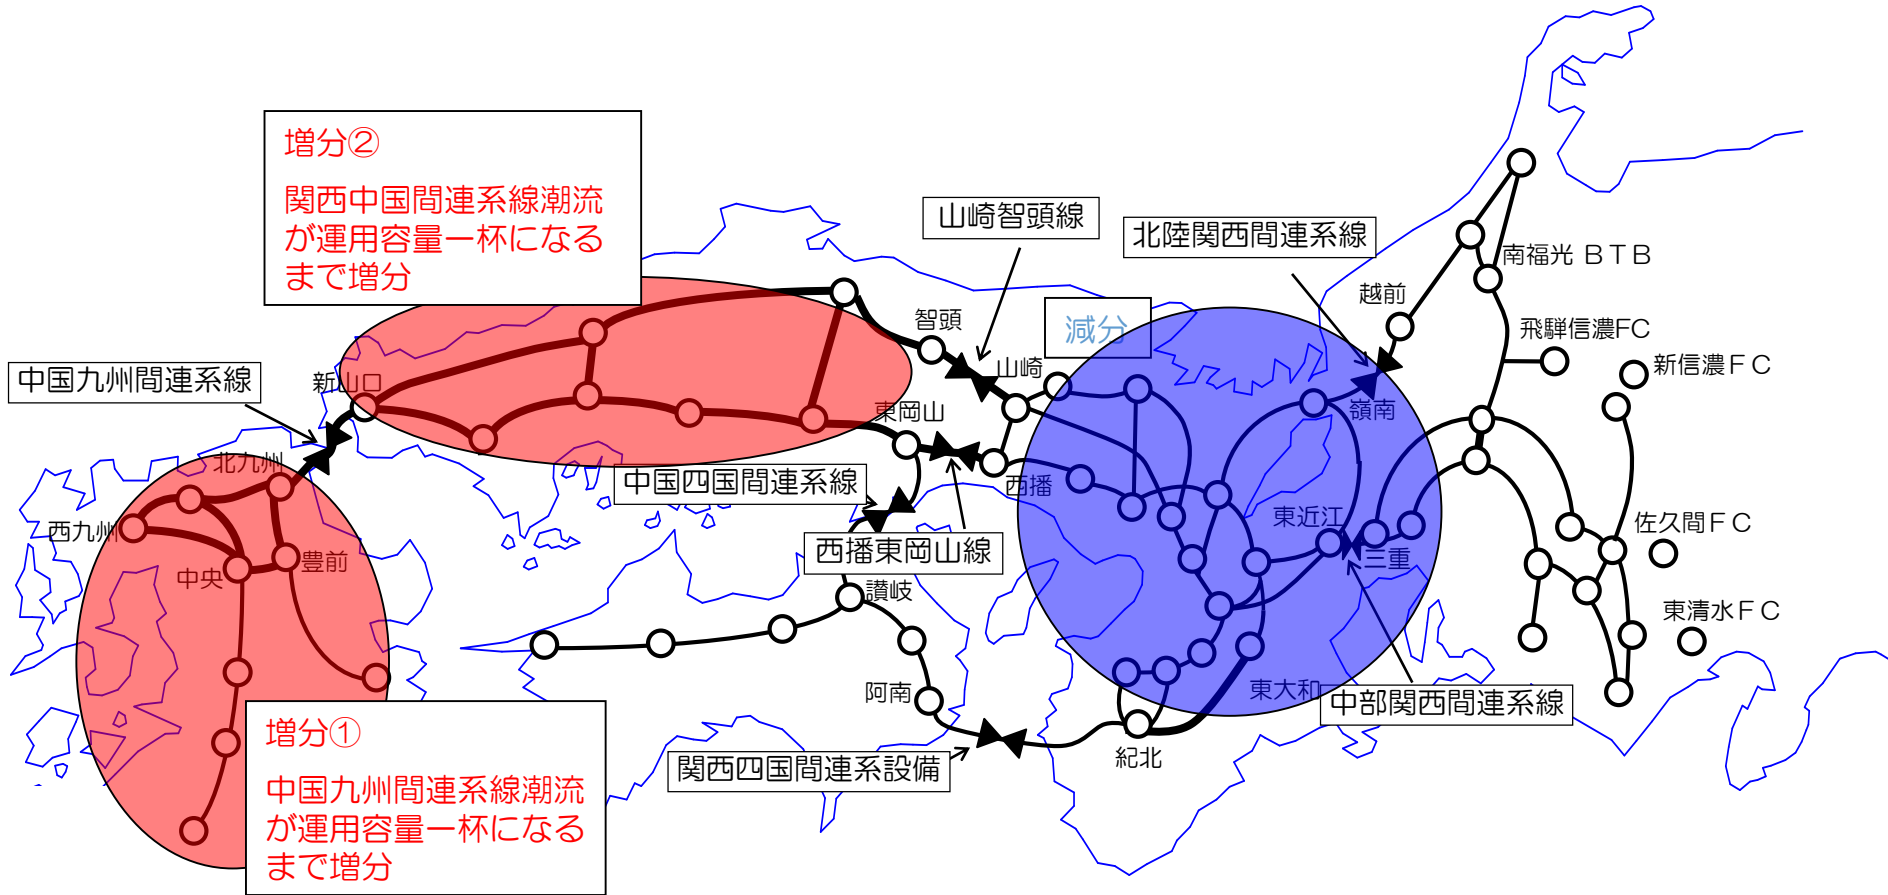 増分②
関西中国間連系線潮流
が運用容量一杯になる
まで増分
山崎智頭線
北陸関西間連系線
南福光ＢＴＢ
越前
飛騨信濃FC
新信濃ＦＣ
智頭
減分
山崎
中国九州間連系線
新山口
東岡山
嶺南
北九州
中国四国間連系線
西播
東近江
佐久間ＦＣ
西九州
豊前
中央
西播東岡山線
三重
讃岐
東清水ＦＣ
阿南
東大和
中部関西間連系線
増分①
中国九州間連系線潮流
が運用容量一杯になる
まで増分
関西四国間連系設備
紀北